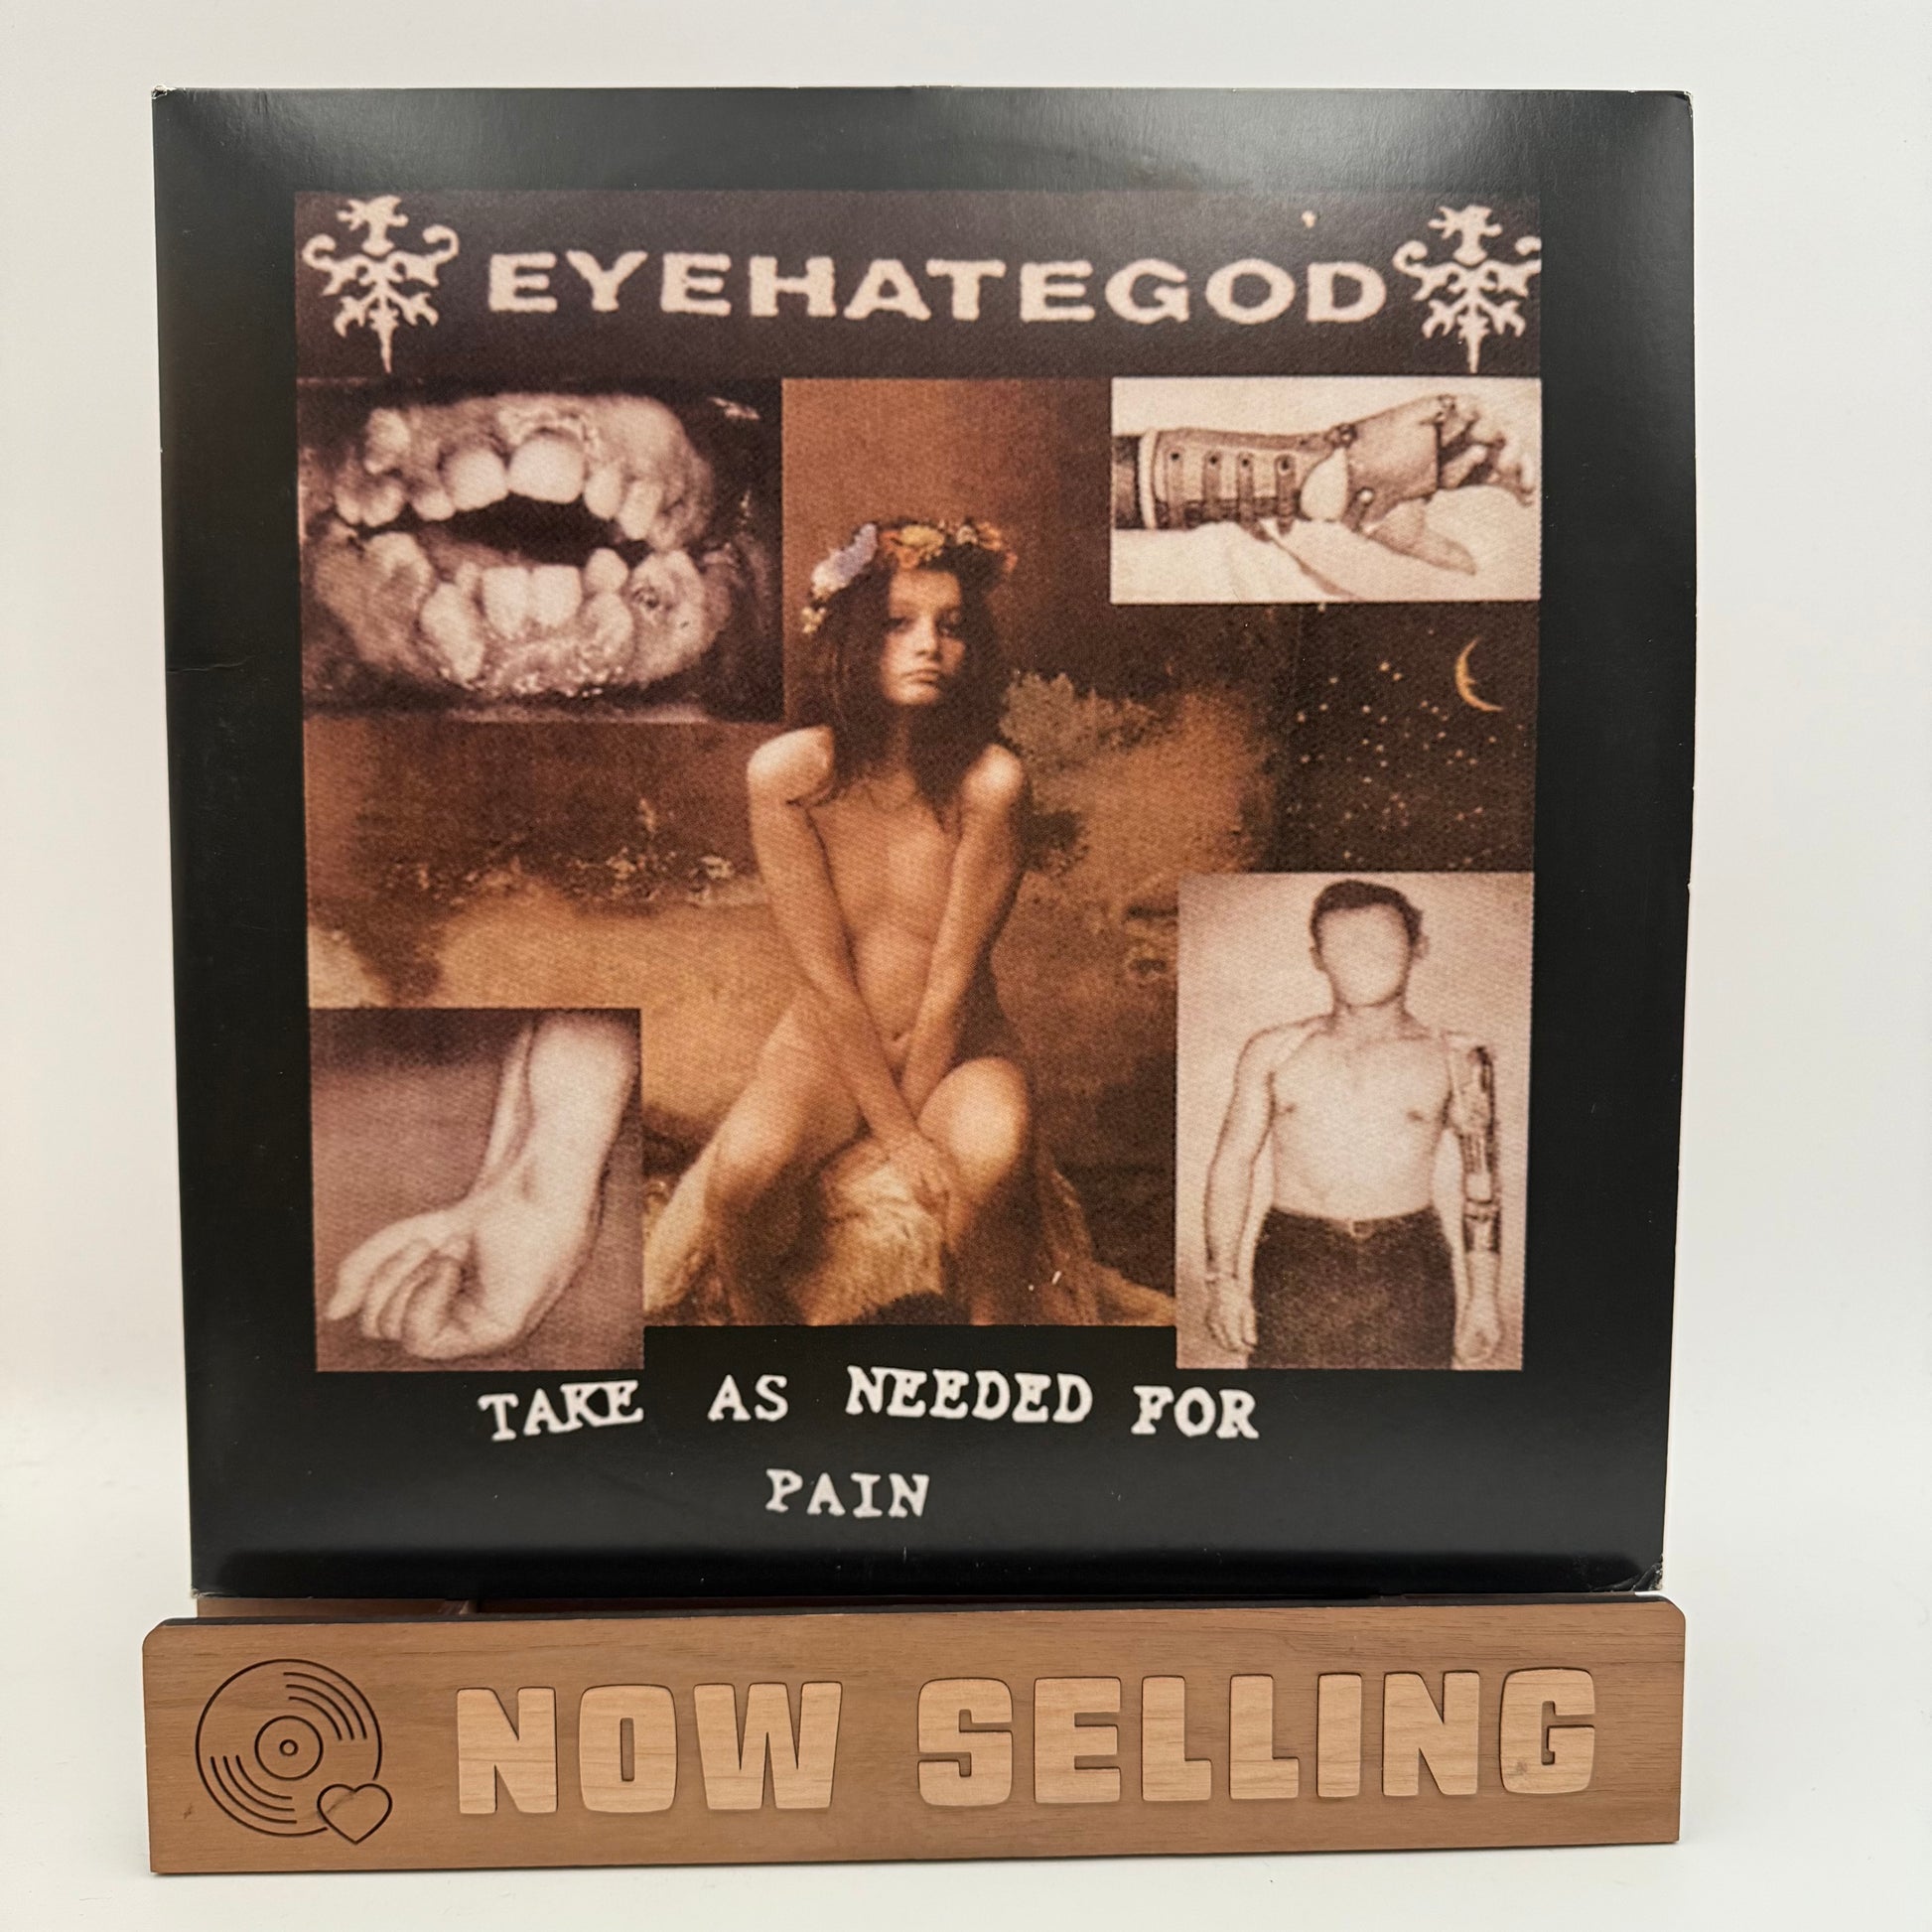 EYEHATEGOD
TAKE AS NEEDED FOR
PAIN
NOW SELLING